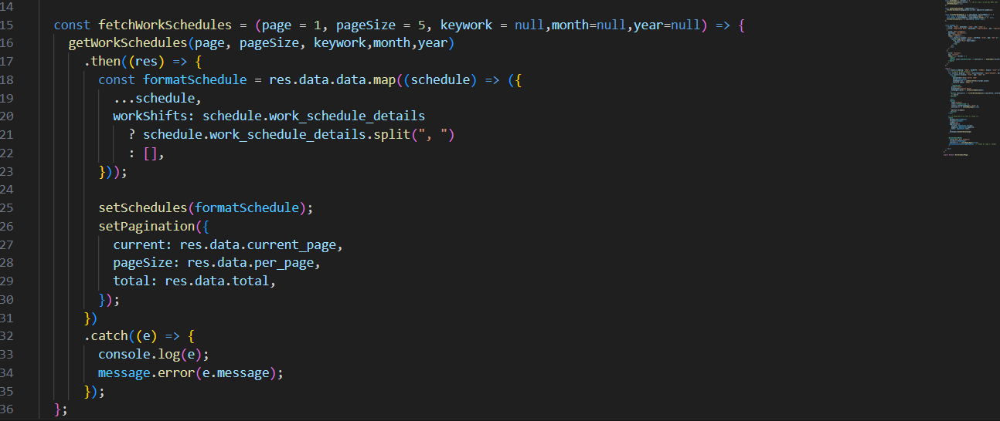 14
15 const fetchWorkSchedules = (page = 1, pageSize = 5, keywork = null,month=null,year=null) => {
16 getWorkSchedules(page, pageSize, keywork,month,year)
17 .then((res) => {
18 const formatSchedule = res.data.data.map((schedule) => ({
19 ...schedule,
20 workShifts: schedule.work_schedule_details
21 ? schedule.work_schedule_details.split(", ")
22 : [],
23 }));
24
25 setSchedules(formatSchedule);
26 setPagination({
27 current: res.data.current_page,
28 pageSize: res.data.per_page,
29 total: res.data.total,
30 });
31 })
32 .catch((e) => {
33 console.log(e);
34 message.error(e.message);
35 });
36 };